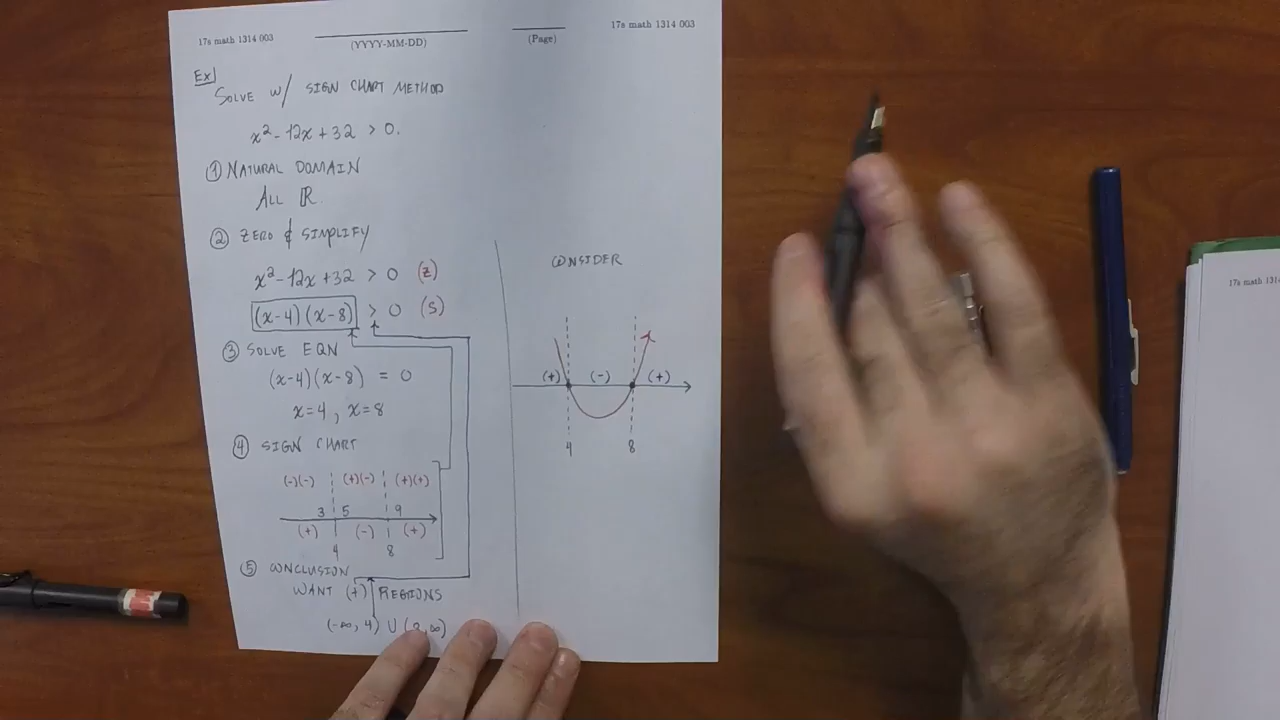 17s math 1314 003
(YYYY-MM-DD)
(Page)
17s math 1314 003
Ex)
SOLVE W/ SIGN CHART METHOD
x² - 12x + 32 > 0.
① NATURAL DOMAIN
ALL ℝ.
② ZERO & SIMPLIFY
x² - 12x + 32 > 0 (Z)
(x-4)(x-8) > 0 (S)
③ SOLVE EQN
(x-4)(x-8) = 0
x=4, x=8
④ SIGN CHART
(-)(-) (+)(-) (+)(+)
3 5 9
(+) (-) (+)
4 8
⑤ CONCLUSION
WANT (+) REGIONS
(-∞, 4) ∪ (8, ∞)
CONSIDER
(+) (-) (+)
4 8
17s math 131